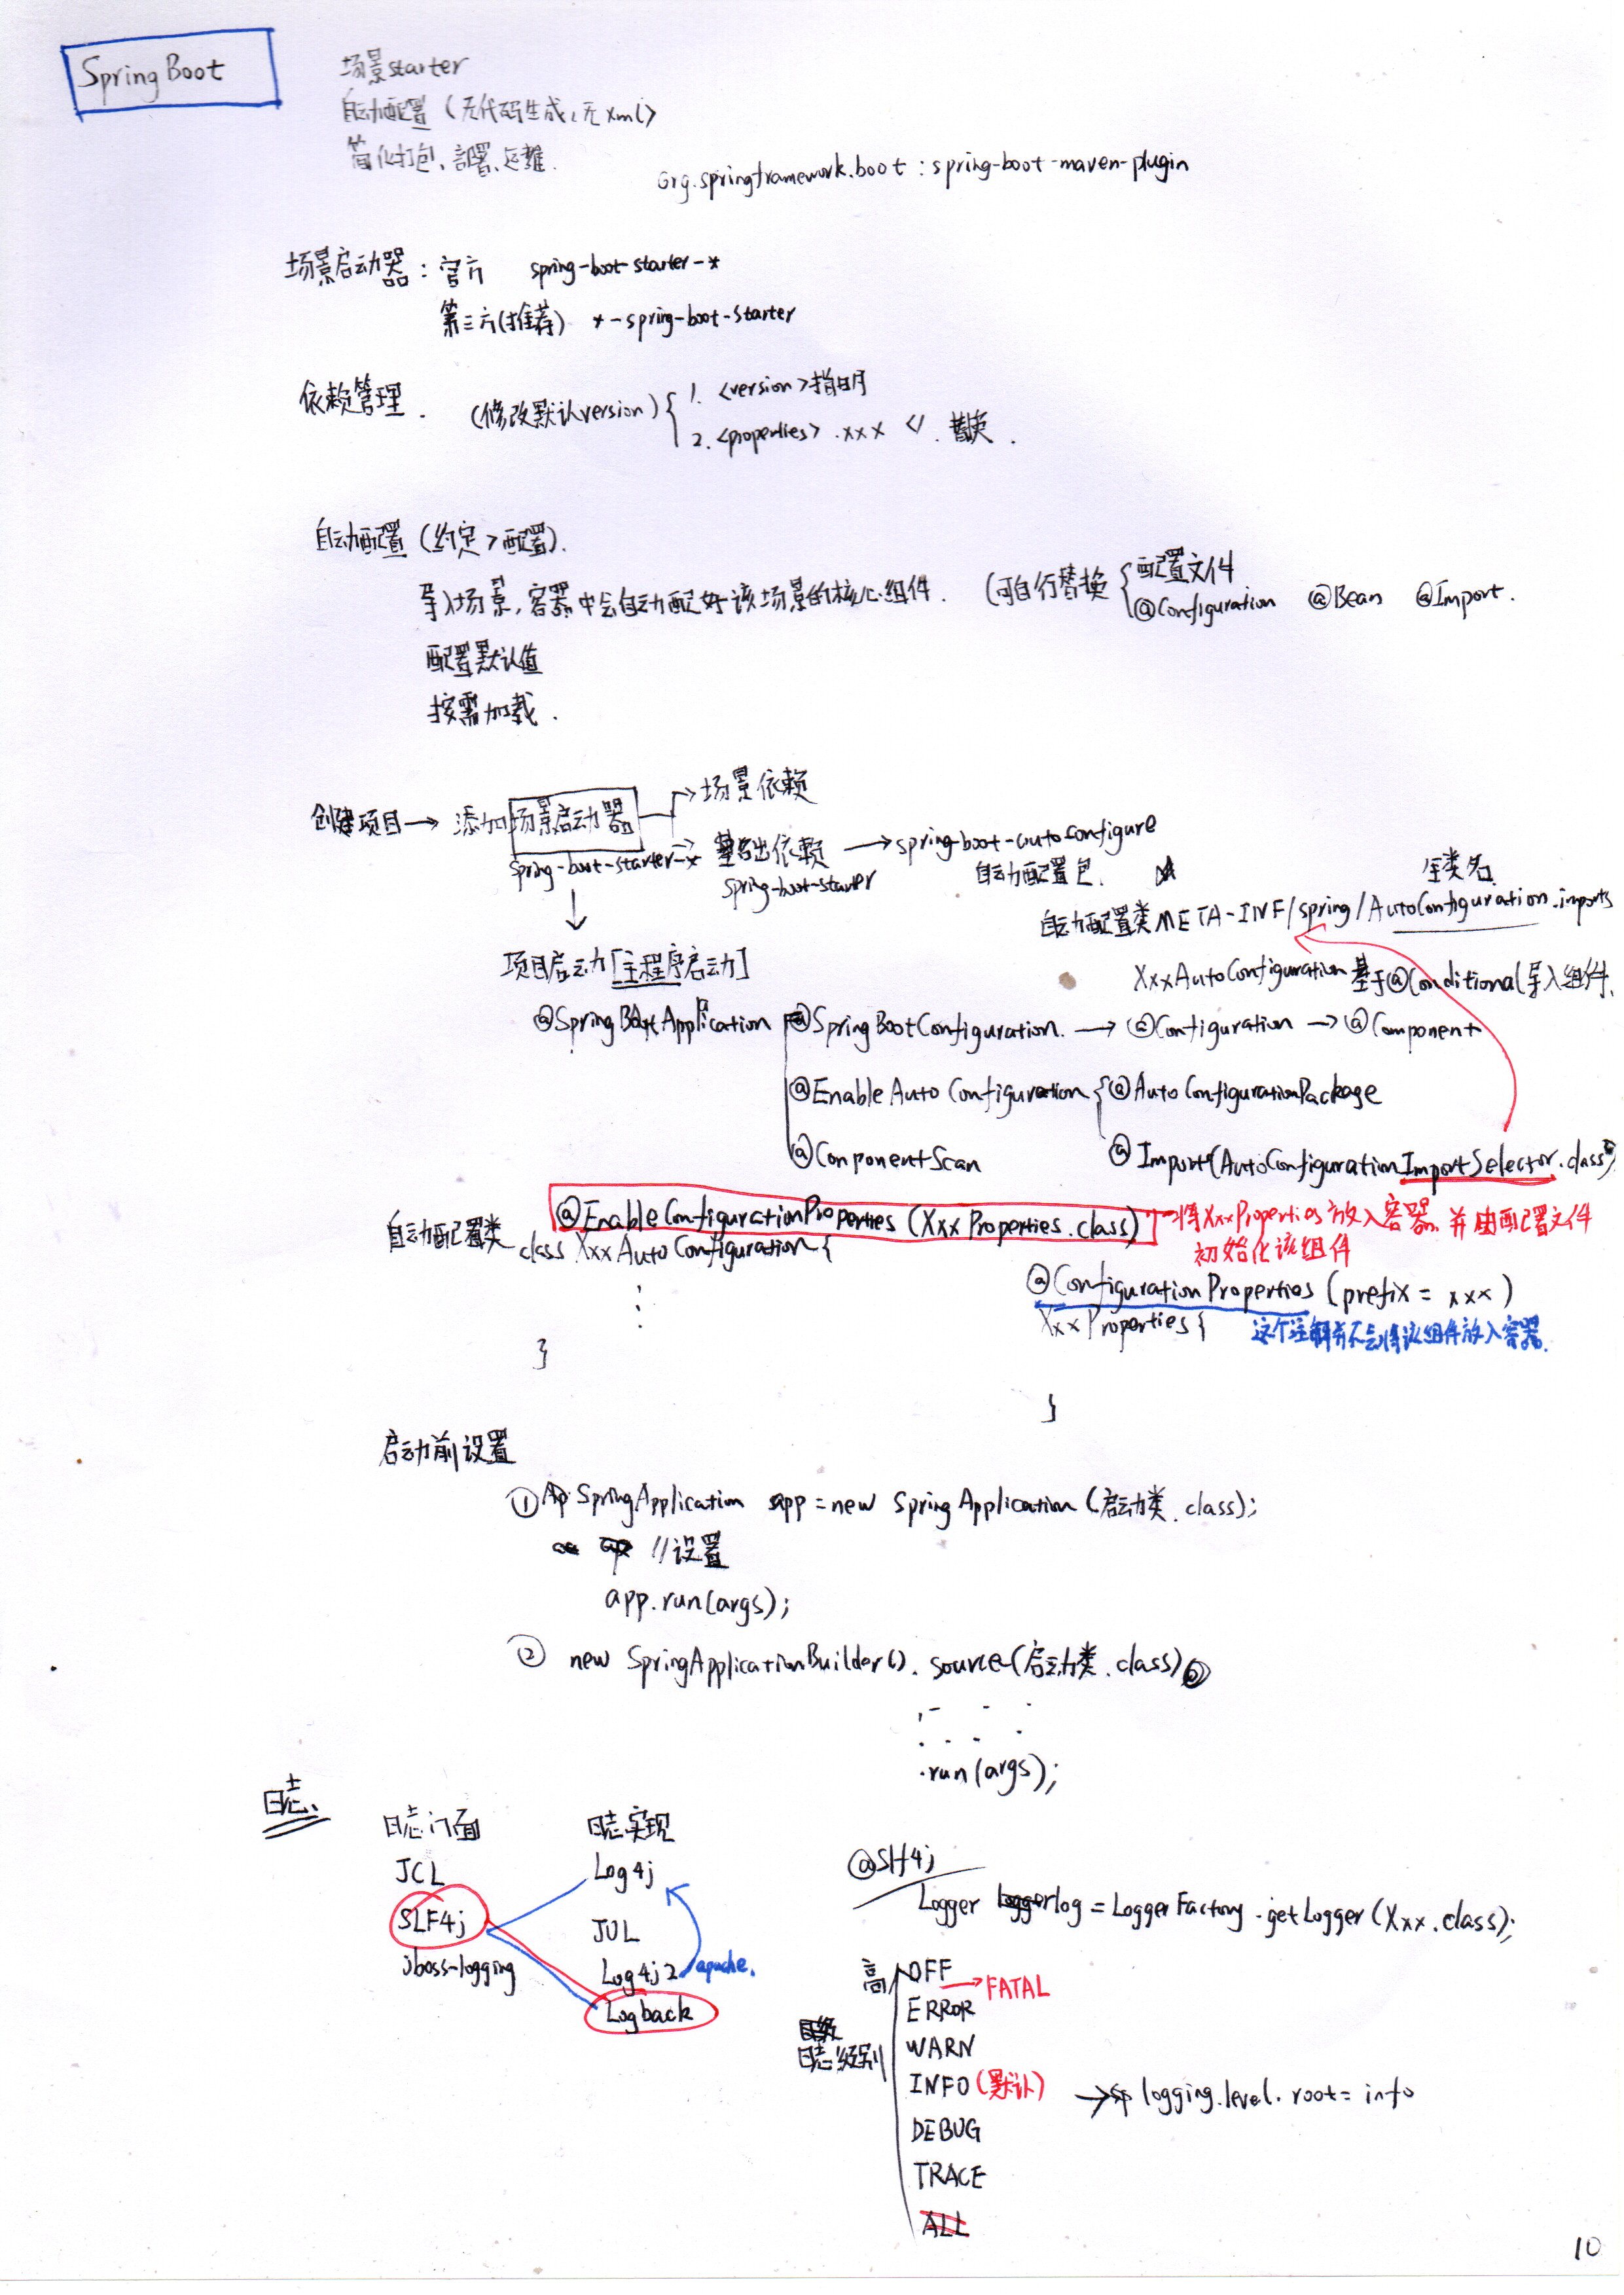 SpringBoot
场景starter
自动配置（无代码生成、无xml）
简化打包、部署、运维.
org.springframework.boot : spring-boot-maven-plugin
场景启动器：官方 spring-boot-starter-*
第三方(推荐) *-spring-boot-starter
依赖管理. (修改默认version) { 1. <version>指明
2. <properties>.xxx </. 替换.
自动配置 (约定>配置).
导入场景, 容器中会自动配好该场景的核心组件. (可自行替换 { 配置文件
@Configuration @Bean @Import.
配置默认值
按需加载.
创建项目 → 添加场景启动器 → 场景依赖
spring-boot-starter-* → 基础依赖 → spring-boot-autoconfigure
spring-boot-starter 自动配置包.
↓
全类名
自动配置类 META-INF/spring/AutoConfiguration.imports
项目启动[主程序启动]
XxxAutoConfiguration 基于@Conditional导入组件.
@SpringBootApplication @SpringBootConfiguration. → @Configuration → @Component
@EnableAutoConfiguration { @AutoConfigurationPackage
@ComponentScan @Import(AutoConfigurationImportSelector.class)
@EnableConfigurationProperties (XxxProperties.class) 将XxxProperties放入容器 并由配置文件
初始化该组件
自动配置类 class XxxAutoConfiguration {
⋮
}
@ConfigurationProperties (prefix = xxx)
XxxProperties { 这个注解并不会将该组件放入容器.
}
启动前设置
① SpringApplication app = new SpringApplication (启动类.class);
//设置
app.run(args);
② new SpringApplicationBuilder(). source(启动类.class)
.run(args);
日志、
日志门面 日志实现
JCL Log4j
SLF4j JUL
jboss-logging Log4j2 apache.
Logback
@Slf4j
Logger log = LoggerFactory.getLogger(Xxx.class);
高 OFF → FATAL
ERROR
WARN
日志级别
INFO (默认) → logging.level.root = info
DEBUG
TRACE
ALL
10